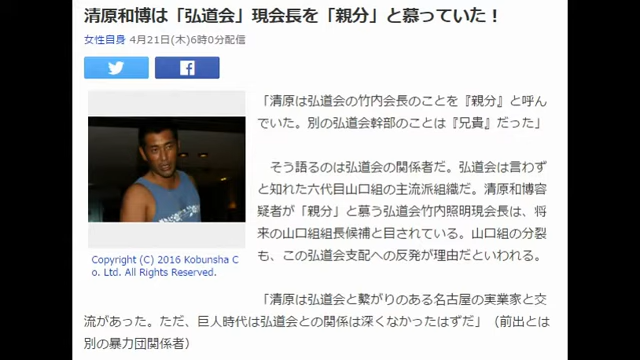 清原和博は「弘道会」現会長を「親分」と慕っていた！
女性自身 4月21日(木)6時0分配信
「清原は弘道会の竹内会長のことを『親分』と呼ん
でいた。別の弘道会幹部のことは『兄貴』だった」
そう語るのは弘道会の関係者だ。弘道会は言わず
と知れた六代目山口組の主流派組織だ。清原和博容
疑者が「親分」と慕う弘道会竹内照明現会長は、将
来の山口組組長候補と目されている。山口組の分裂
も、この弘道会支配への反発が理由だといわれる。
Copyright (C) 2016 Kobunsha C
o. Ltd. All Rights Reserved.
「清原は弘道会と繋がりのある名古屋の実業家と交
流があった。ただ、巨人時代は弘道会との関係は深くなかったはずだ」（前出とは
別の暴力団関係者）